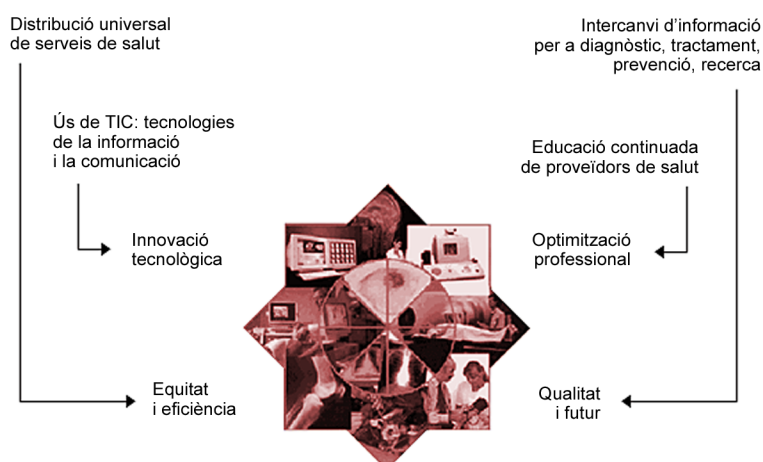 Distribució universal
de serveis de salut
Intercanvi d’informació
per a diagnòstic, tractament,
prevenció, recerca
Ús de TIC: tecnologies
de la informació
i la comunicació
Educació continuada
de proveïdors de salut
Innovació
tecnològica
Optimització
professional
Equitat
i eficiència
Qualitat
i futur